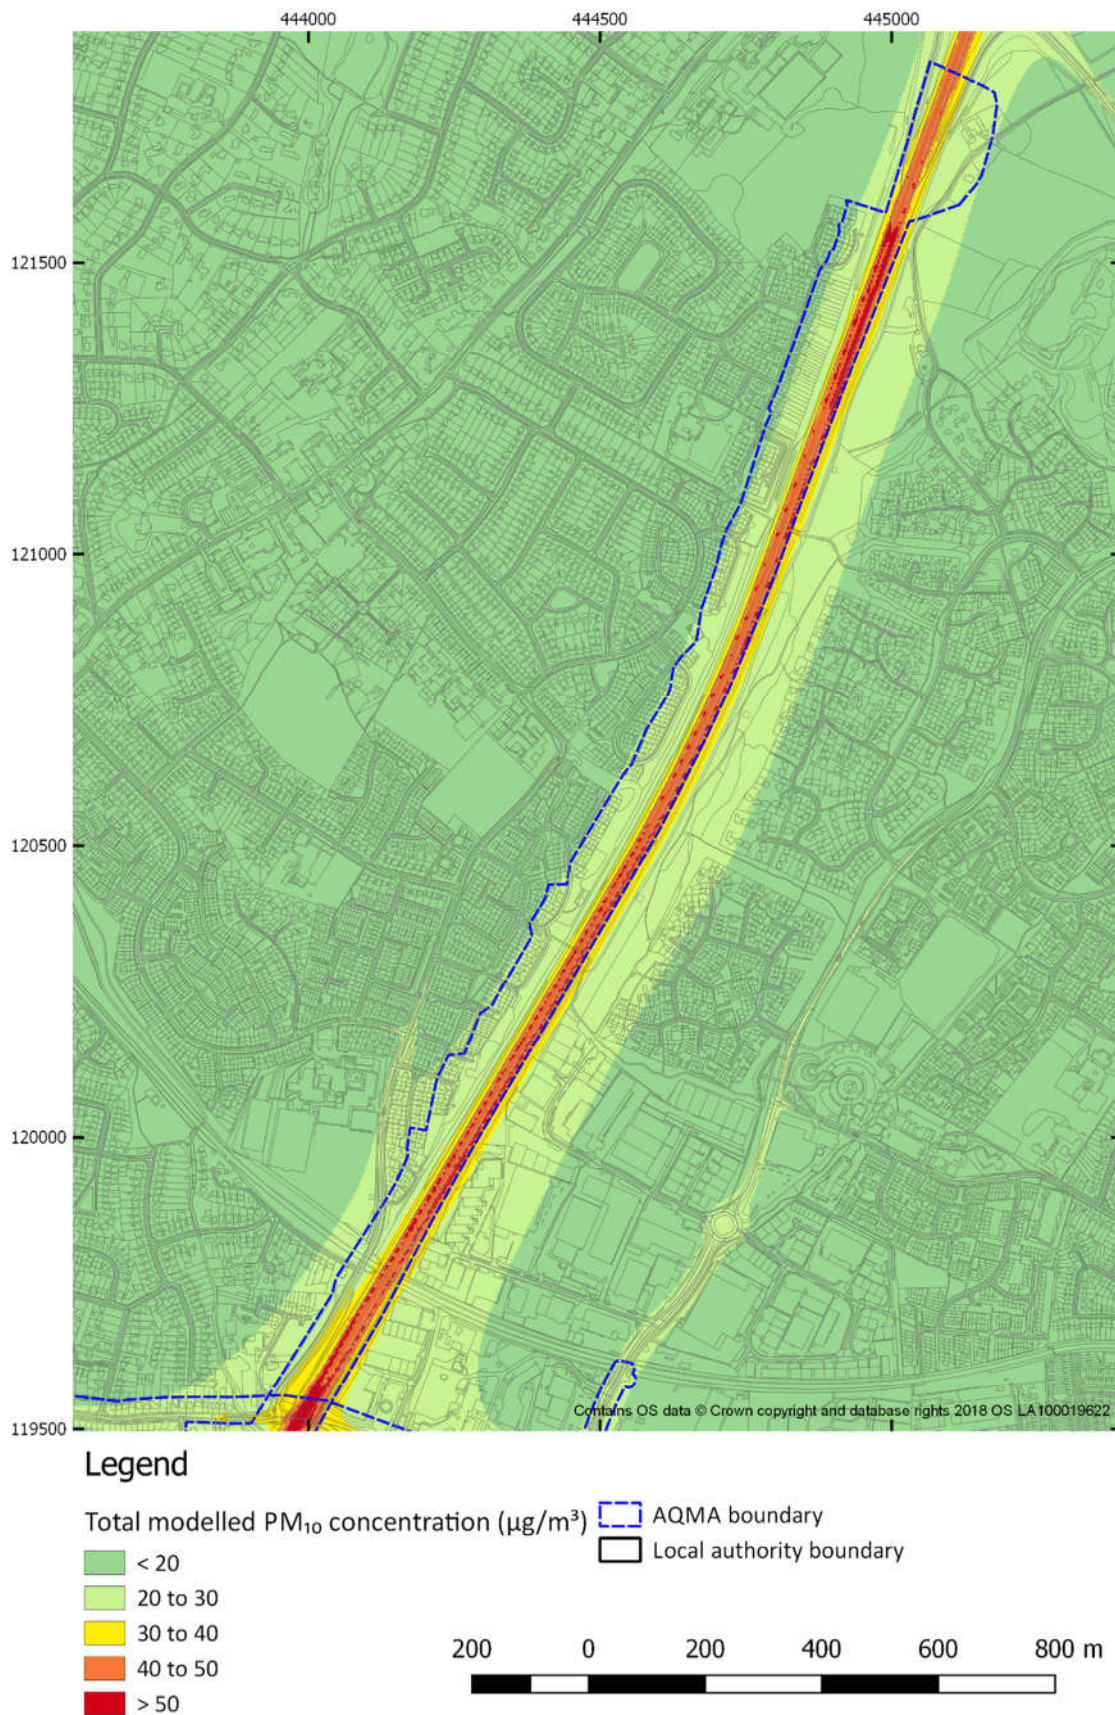 444000 444500 445000
121500
121000
120500
120000
119500
Contains OS data © Crown copyright and database rights 2018 OS LA100019622
Legend
Total modelled PM₁₀ concentration (µg/m³)
< 20
20 to 30
30 to 40
40 to 50
> 50
AQMA boundary
Local authority boundary
200 0 200 400 600 800 m